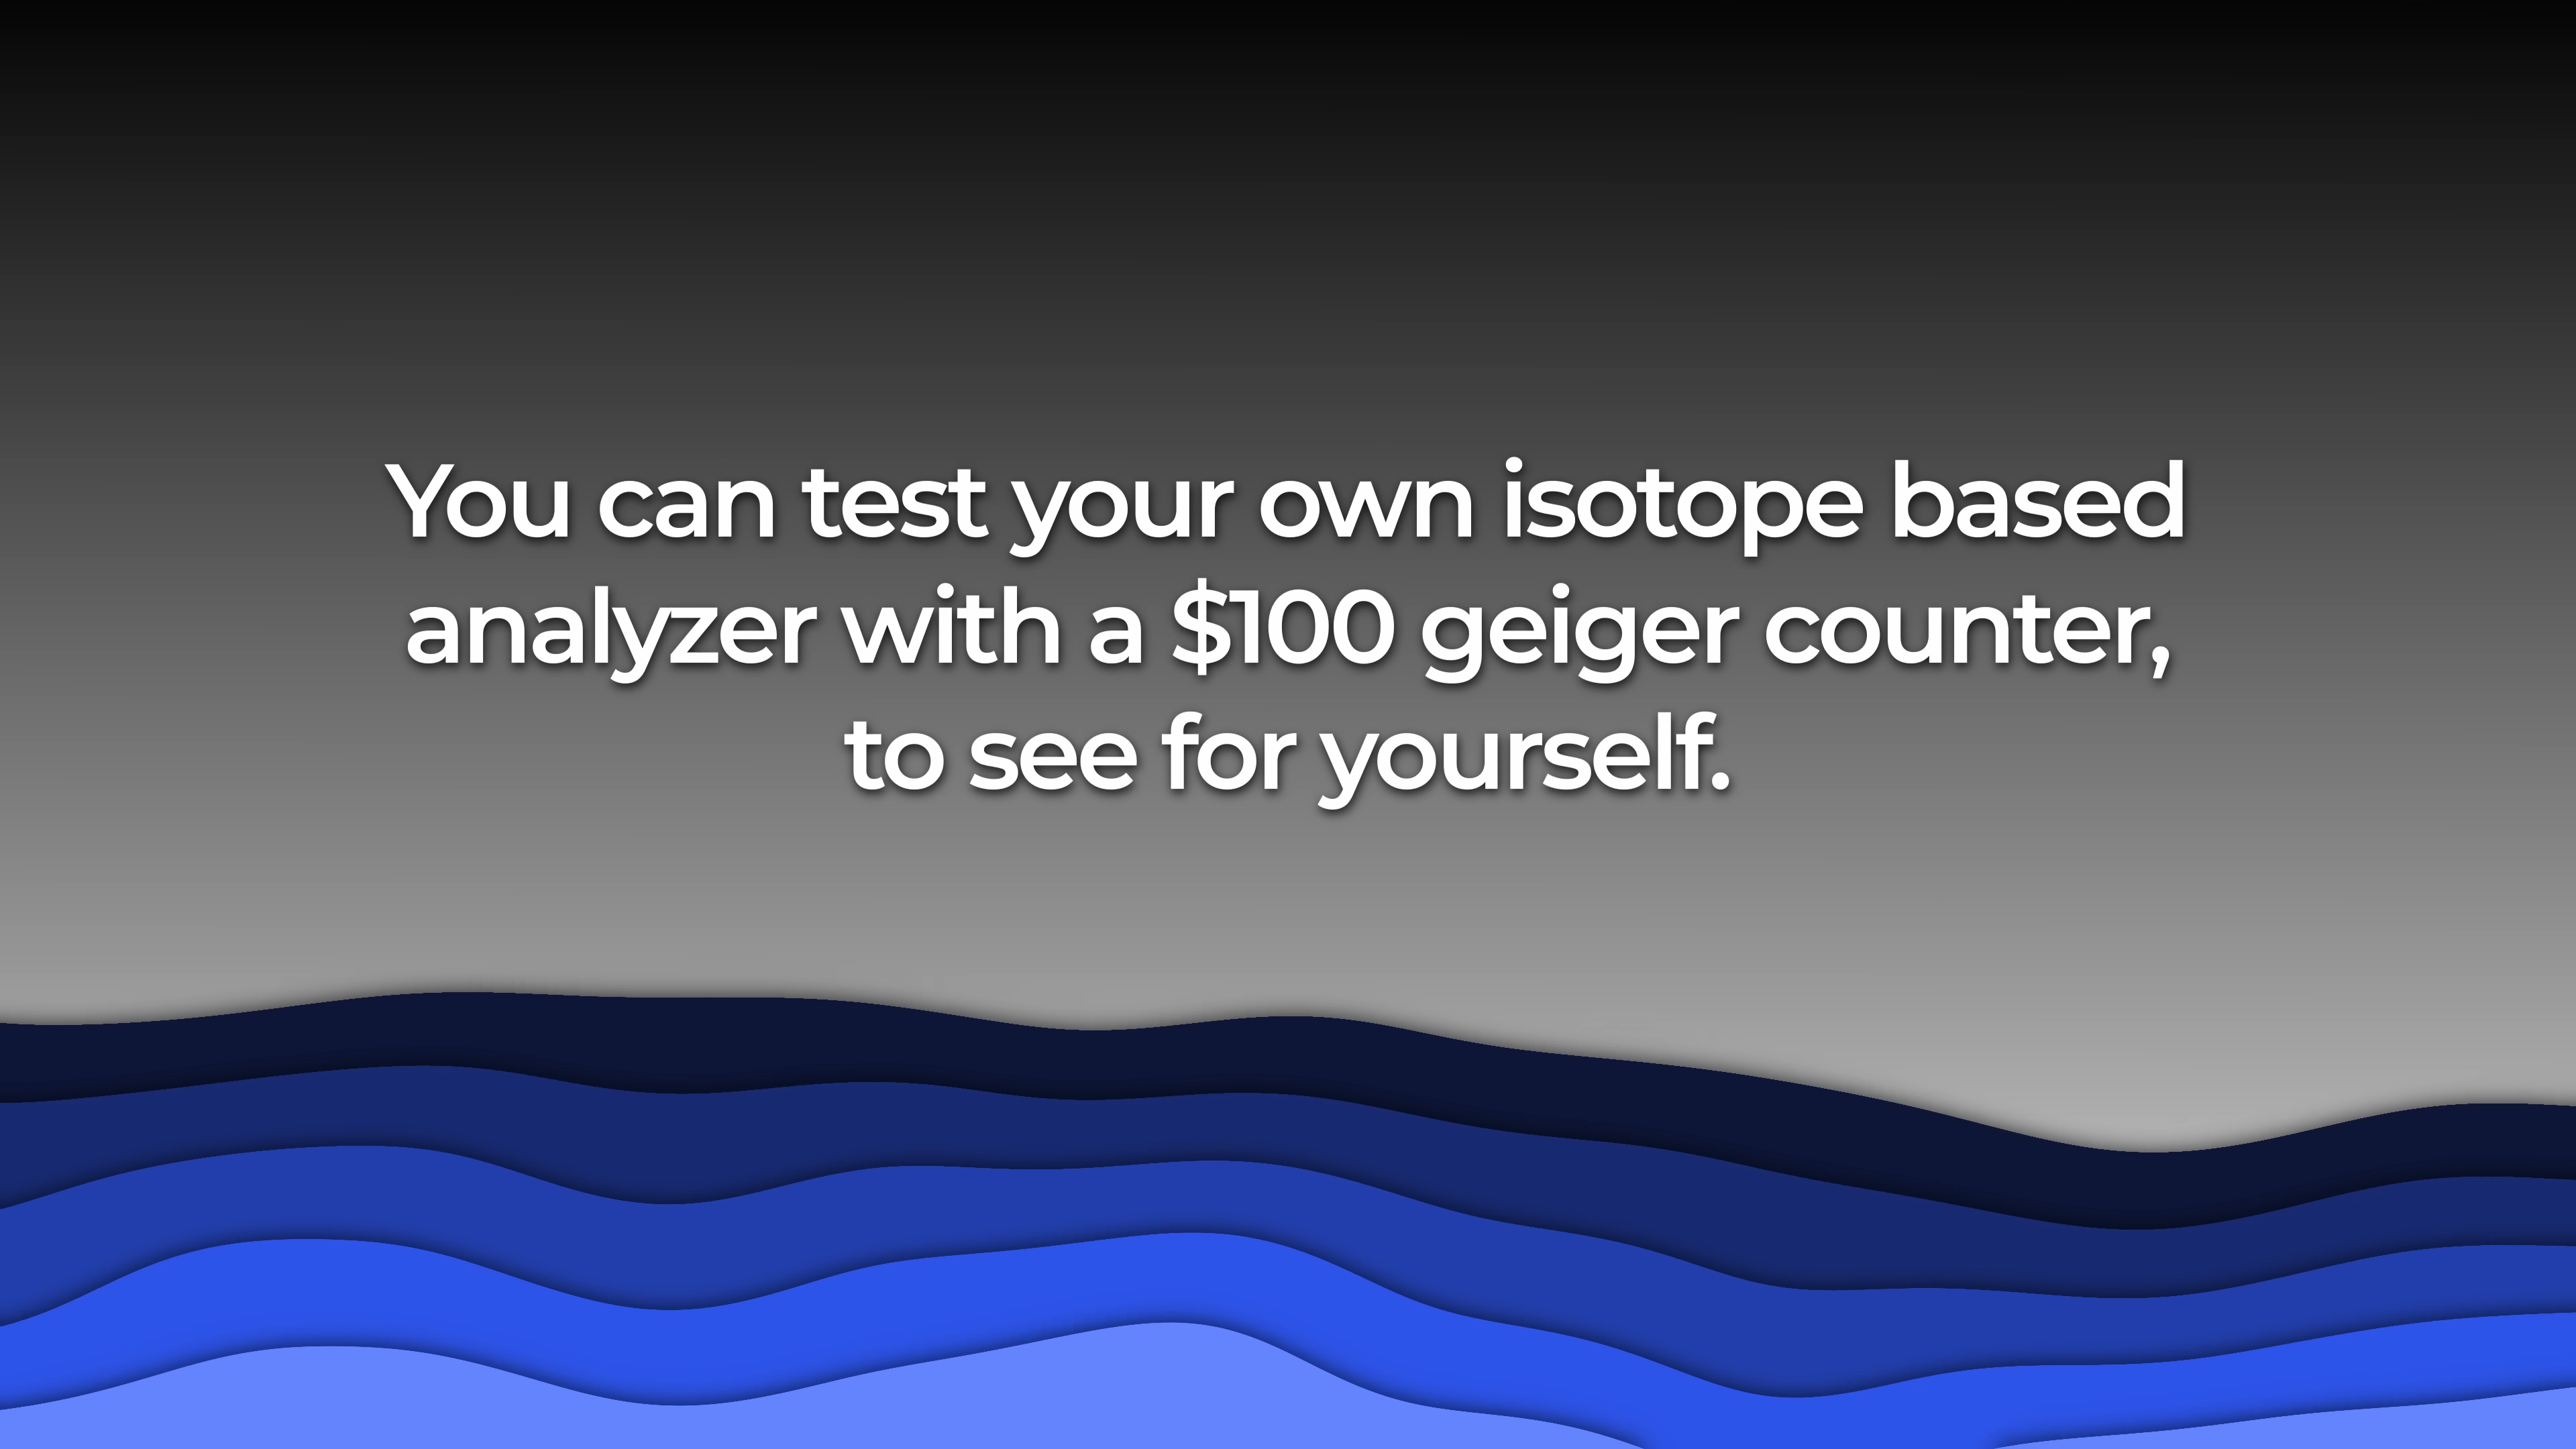 You can test your own isotope based
analyzer with a $100 geiger counter,
to see for yourself.